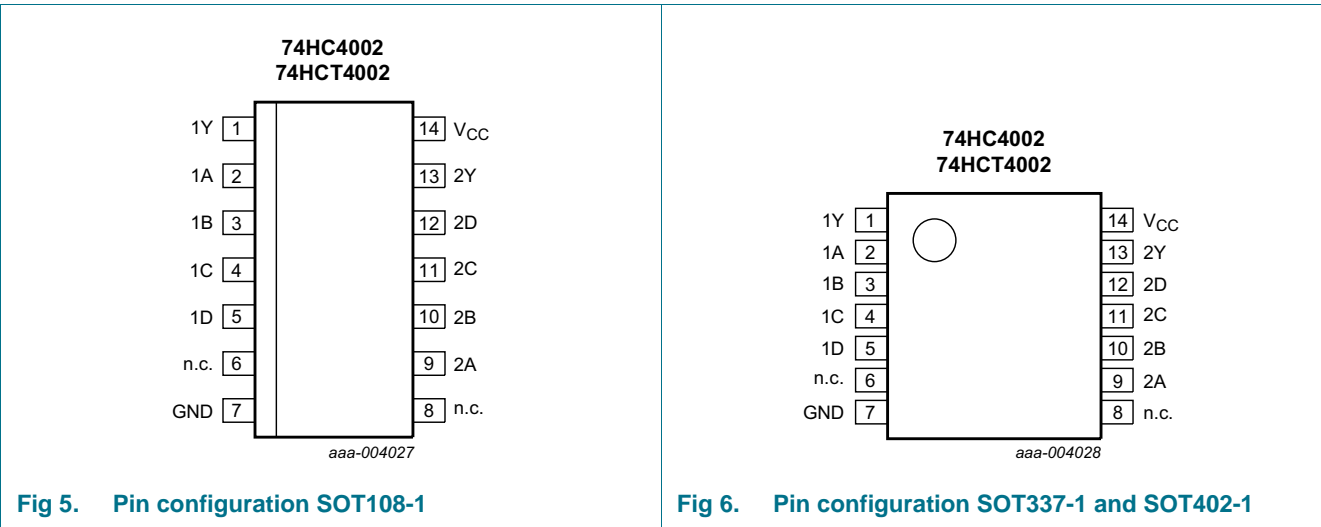 74HC4002
74HCT4002
1Y 1 14 VCC
1A 2 13 2Y
1B 3 12 2D
1C 4 11 2C
1D 5 10 2B
n.c. 6 9 2A
GND 7 8 n.c.
aaa-004027
Fig 5. Pin configuration SOT108-1
74HC4002
74HCT4002
1Y 1 14 VCC
1A 2 13 2Y
1B 3 12 2D
1C 4 11 2C
1D 5 10 2B
n.c. 6 9 2A
GND 7 8 n.c.
aaa-004028
Fig 6. Pin configuration SOT337-1 and SOT402-1